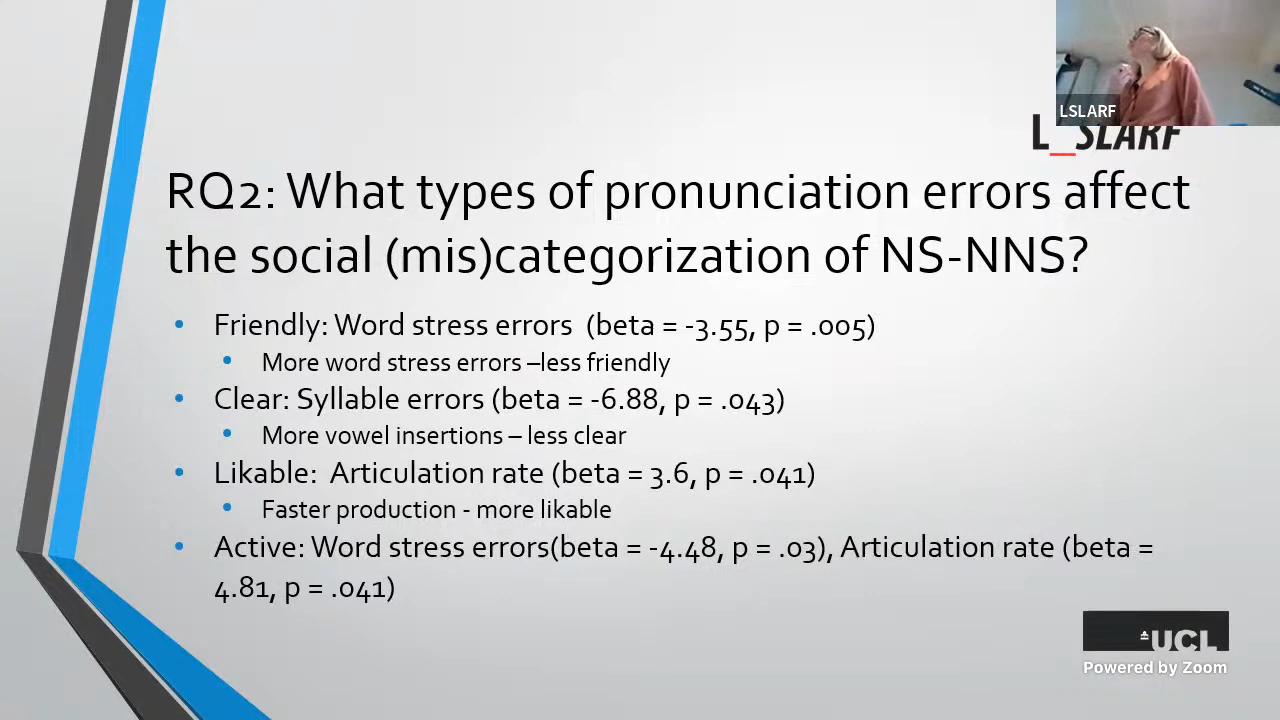 LSLARF
L_SLARF
RQ2: What types of pronunciation errors affect
the social (mis)categorization of NS-NNS?
• Friendly: Word stress errors (beta = -3.55, p = .005)
• More word stress errors –less friendly
• Clear: Syllable errors (beta = -6.88, p = .043)
• More vowel insertions – less clear
• Likable: Articulation rate (beta = 3.6, p = .041)
• Faster production - more likable
• Active: Word stress errors(beta = -4.48, p = .03), Articulation rate (beta =
4.81, p = .041)
UCL
Powered by Zoom